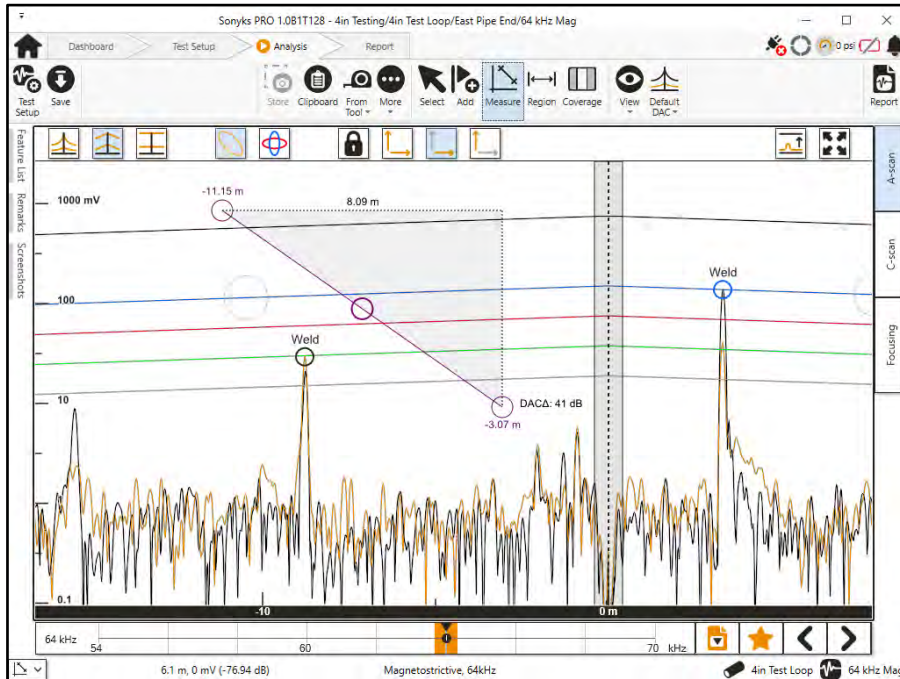 Sonyks PRO 1.0B1T128 - 4in Testing/4in Test Loop/East Pipe End/64 kHz Mag
Dashboard
Test Setup
Analysis
Report
0 psi
Test
Setup
Save
Store
Clipboard
From
Tool
More
Select
Add
Measure
Region
Coverage
View
Default
DAC
Report
Feature List
Remarks
Screenshots
A-scan
C-scan
Focusing
1000 mV
100
10
0.1
-11.15 m
8.09 m
Weld
Weld
DACΔ: 41 dB
-3.07 m
-10
0 m
64 kHz
54
60
70
kHz
6.1 m, 0 mV (-76.94 dB)
Magnetostrictive, 64kHz
4in Test Loop
64 kHz Mag